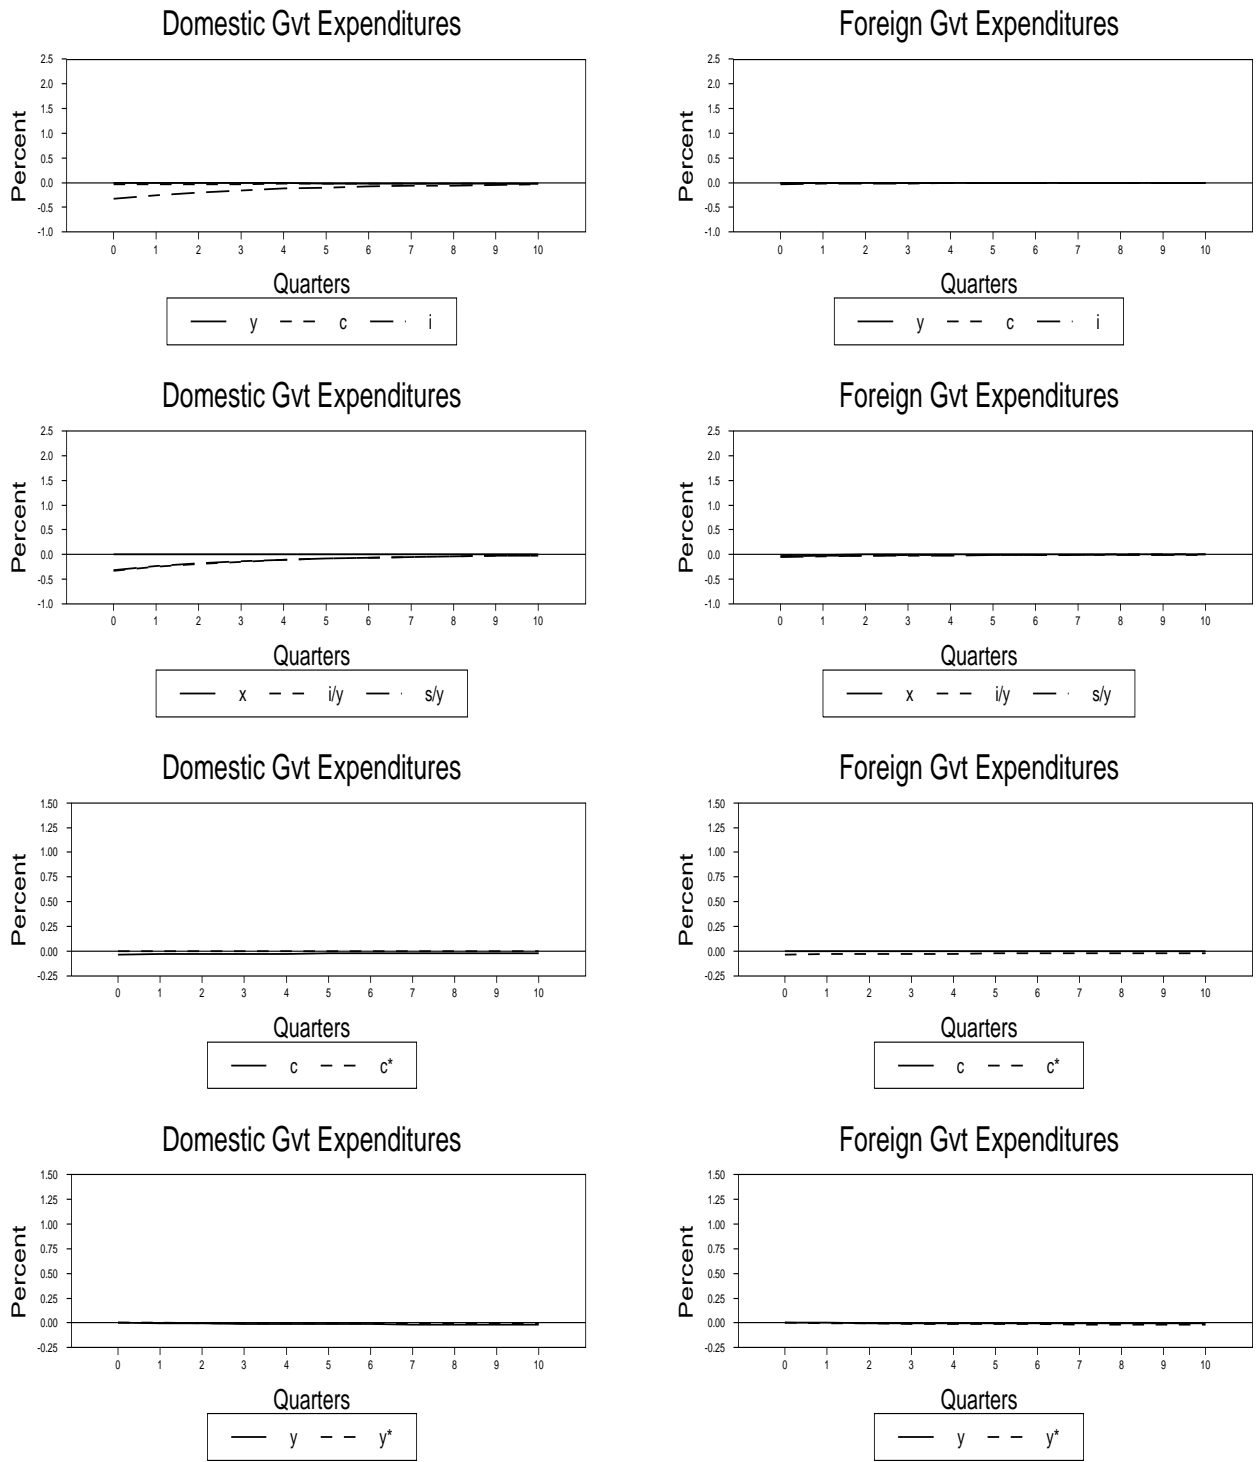 Domestic Gvt Expenditures
Percent
2.5
2.0
1.5
1.0
0.5
0.0
-0.5
-1.0
0 1 2 3 4 5 6 7 8 9 10
Quarters
y c i
Foreign Gvt Expenditures
Percent
2.5
2.0
1.5
1.0
0.5
0.0
-0.5
-1.0
0 1 2 3 4 5 6 7 8 9 10
Quarters
y c i
Domestic Gvt Expenditures
Percent
2.5
2.0
1.5
1.0
0.5
0.0
-0.5
-1.0
0 1 2 3 4 5 6 7 8 9 10
Quarters
x i/y s/y
Foreign Gvt Expenditures
Percent
2.5
2.0
1.5
1.0
0.5
0.0
-0.5
-1.0
0 1 2 3 4 5 6 7 8 9 10
Quarters
x i/y s/y
Domestic Gvt Expenditures
Percent
1.50
1.25
1.00
0.75
0.50
0.25
0.00
-0.25
0 1 2 3 4 5 6 7 8 9 10
Quarters
c c*
Foreign Gvt Expenditures
Percent
1.50
1.25
1.00
0.75
0.50
0.25
0.00
-0.25
0 1 2 3 4 5 6 7 8 9 10
Quarters
c c*
Domestic Gvt Expenditures
Percent
1.50
1.25
1.00
0.75
0.50
0.25
0.00
-0.25
0 1 2 3 4 5 6 7 8 9 10
Quarters
y y*
Foreign Gvt Expenditures
Percent
1.50
1.25
1.00
0.75
0.50
0.25
0.00
-0.25
0 1 2 3 4 5 6 7 8 9 10
Quarters
y y*